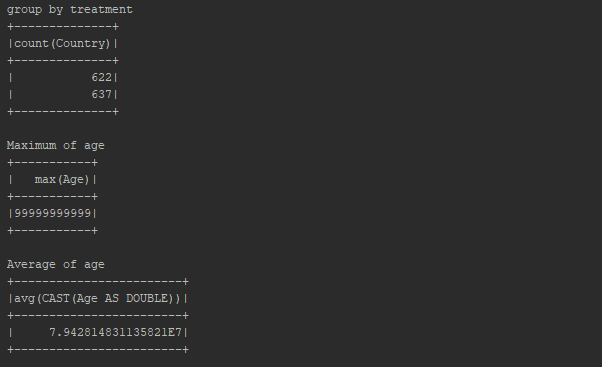 group by treatment
+--------------+
|count(Country)|
+--------------+
|           622|
|           637|
+--------------+
Maximum of age
+-----------+
|   max(Age)|
+-----------+
|99999999999|
+-----------+
Average of age
+------------------------+
|avg(CAST(Age AS DOUBLE))|
+------------------------+
|     7.942814831135821E7|
+------------------------+